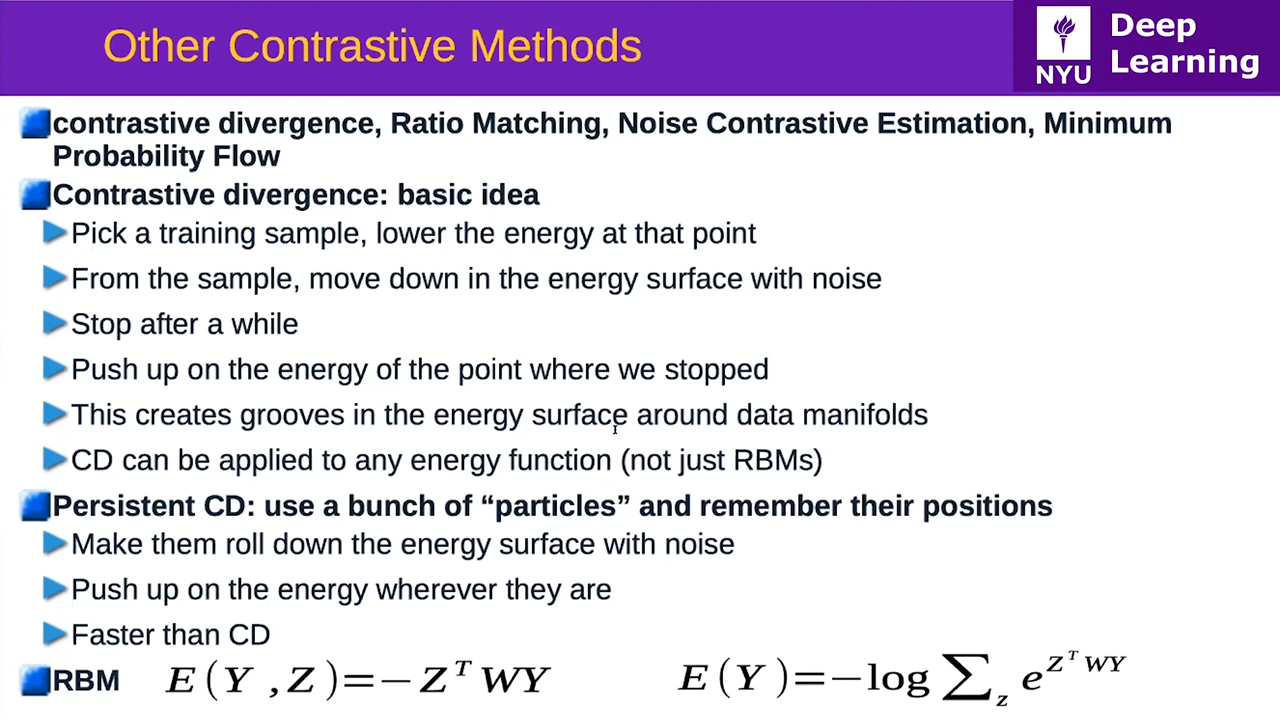 Other Contrastive Methods
NYU
Deep
Learning
contrastive divergence, Ratio Matching, Noise Contrastive Estimation, Minimum
Probability Flow
Contrastive divergence: basic idea
Pick a training sample, lower the energy at that point
From the sample, move down in the energy surface with noise
Stop after a while
Push up on the energy of the point where we stopped
This creates grooves in the energy surface around data manifolds
CD can be applied to any energy function (not just RBMs)
Persistent CD: use a bunch of “particles” and remember their positions
Make them roll down the energy surface with noise
Push up on the energy wherever they are
Faster than CD
RBM E(Y,Z)=−Z^T WY E(Y)=−log ∑_z e^{Z^T WY}